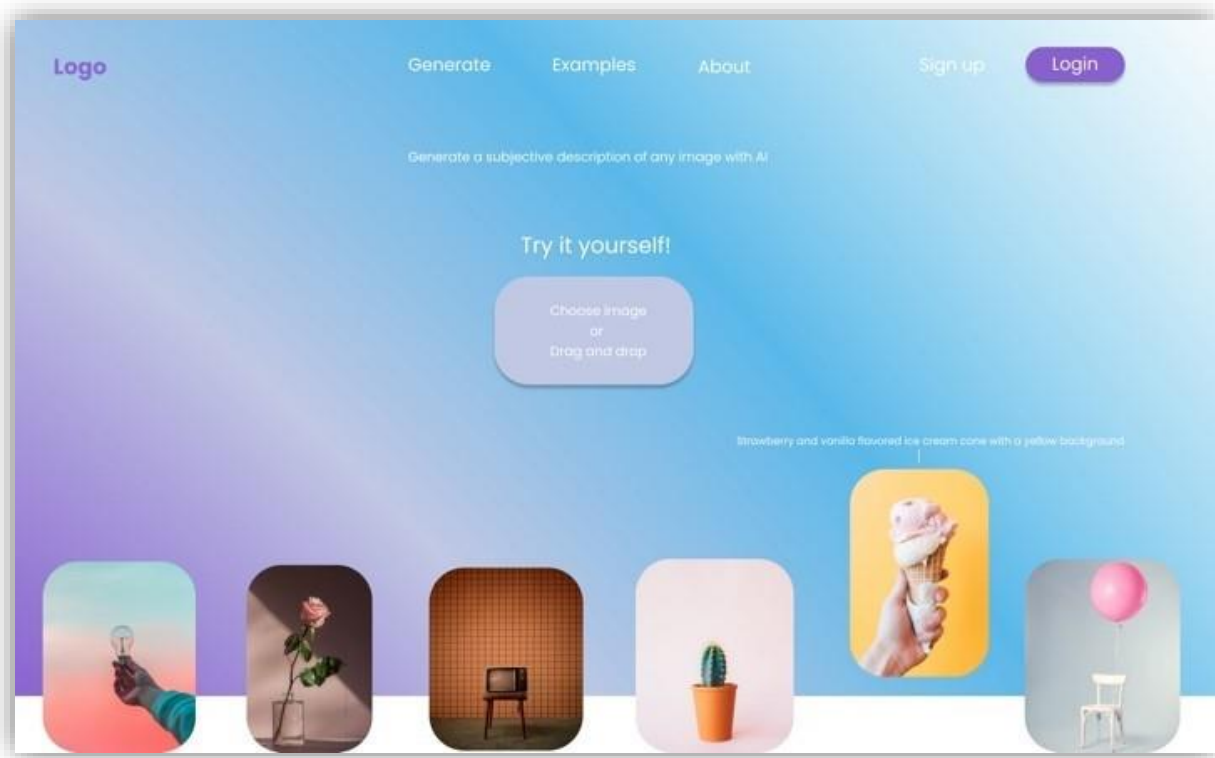 Logo
Generate
Examples
About
Sign up
Login
Generate a subjective description of any image with AI
Try it yourself!
Choose image
or
Drag and drop
Strawberry and vanilla flavored ice cream cone with a yellow background